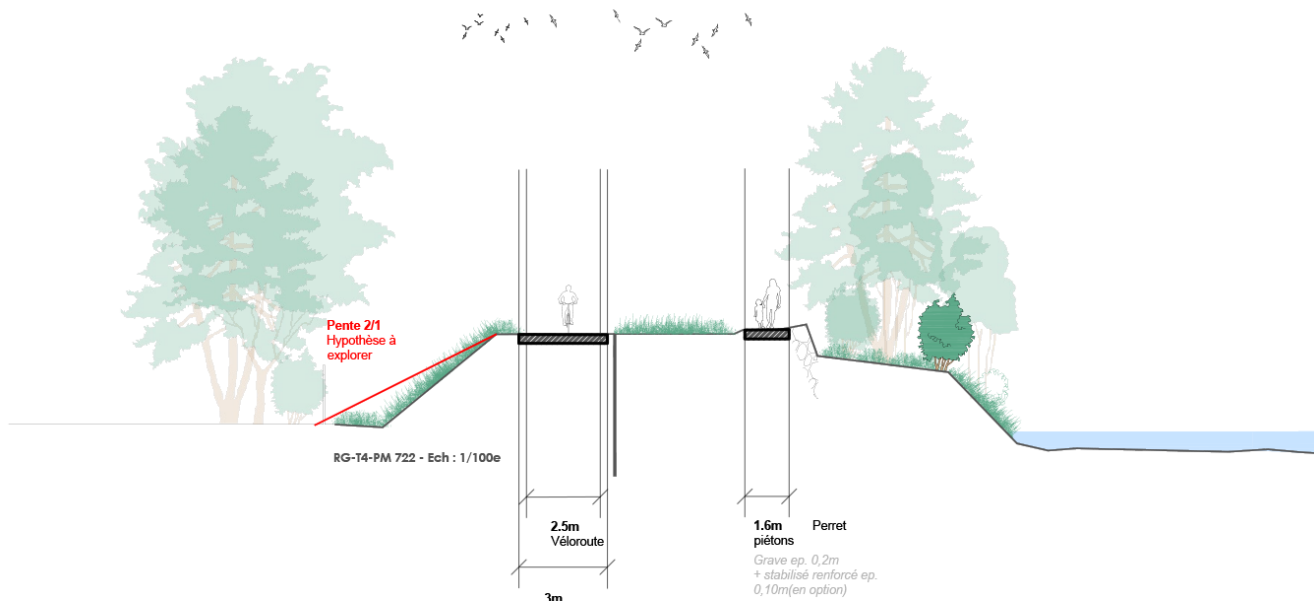 Pente 2/1
Hypothèse à
explorer
RG-T4-PM 722 - Ech : 1/100e
2.5m
Véloroute
1.6m Perret
piétons
Grave ep. 0,2m
+ stabilisé renforcé ep.
0,10m(en option)
3m